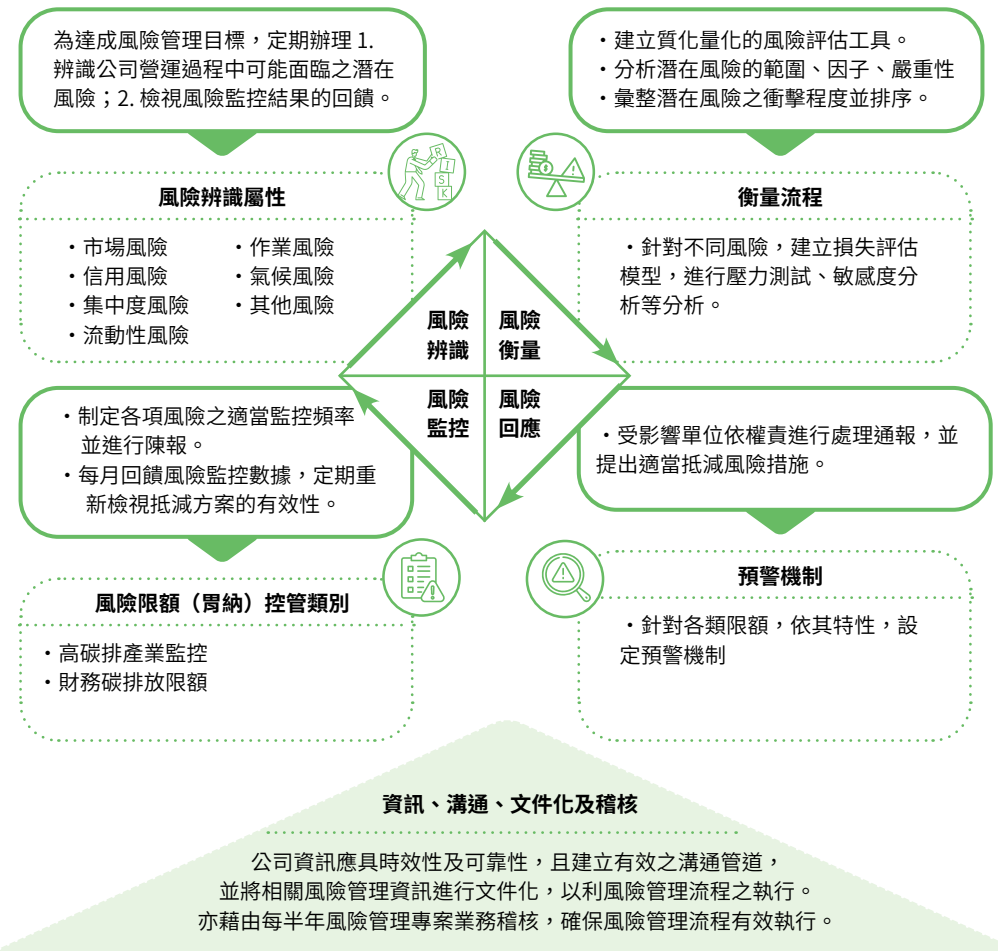 為達成風險管理目標，定期辦理 1.
辨識公司營運過程中可能面臨之潛在
風險；2. 檢視風險監控結果的回饋。
・建立質化量化的風險評估工具。
・分析潛在風險的範圍、因子、嚴重性
・彙整潛在風險之衝擊程度並排序。
R
I
S
K
風險辨識屬性
・市場風險
・信用風險
・集中度風險
・流動性風險
・作業風險
・氣候風險
・其他風險
衡量流程
・針對不同風險，建立損失評估
模型，進行壓力測試、敏感度分
析等分析。
風險
辨識
風險
衡量
風險
監控
風險
回應
・制定各項風險之適當監控頻率
並進行陳報。
・每月回饋風險監控數據，定期重
新檢視抵減方案的有效性。
・受影響單位依權責進行處理通報，並
提出適當抵減風險措施。
風險限額（胃納）控管類別
・高碳排產業監控
・財務碳排放限額
預警機制
・針對各類限額，依其特性，設
定預警機制
資訊、溝通、文件化及稽核
公司資訊應具時效性及可靠性，且建立有效之溝通管道，
並將相關風險管理資訊進行文件化，以利風險管理流程之執行。
亦藉由每半年風險管理專案業務稽核，確保風險管理流程有效執行。